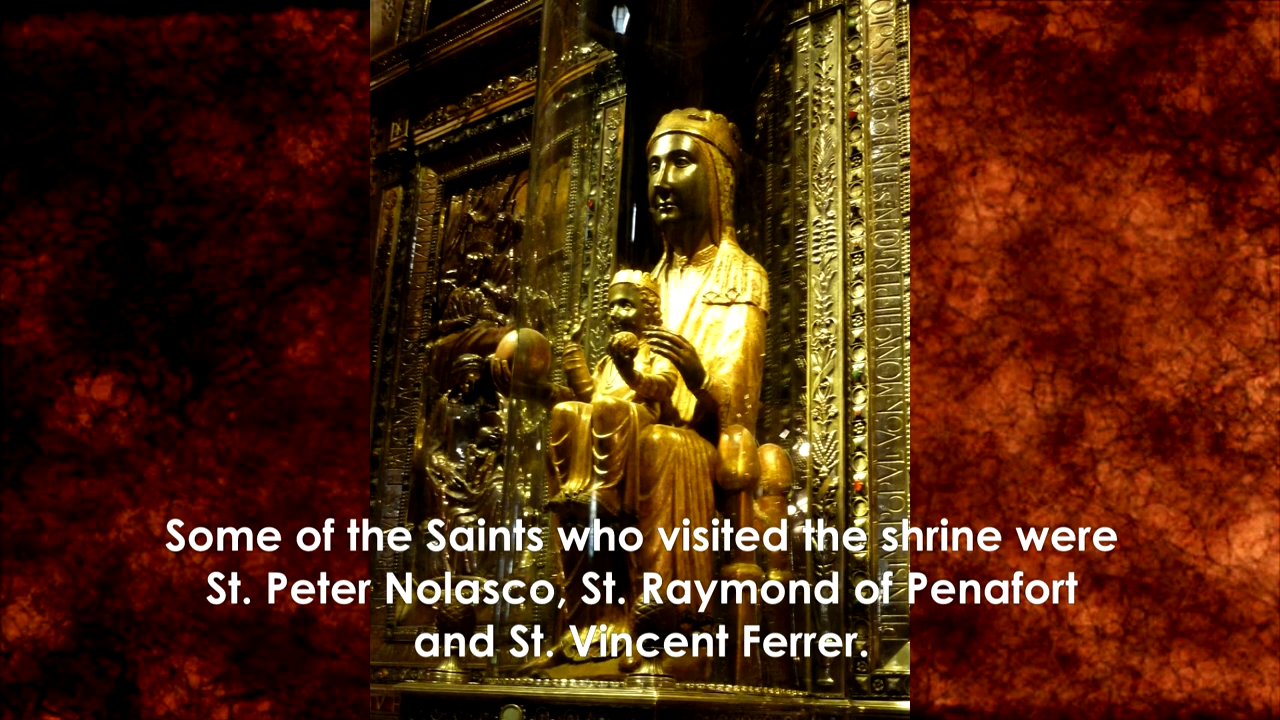 Some of the Saints who visited the shrine were
St. Peter Nolasco, St. Raymond of Penafort
and St. Vincent Ferrer.